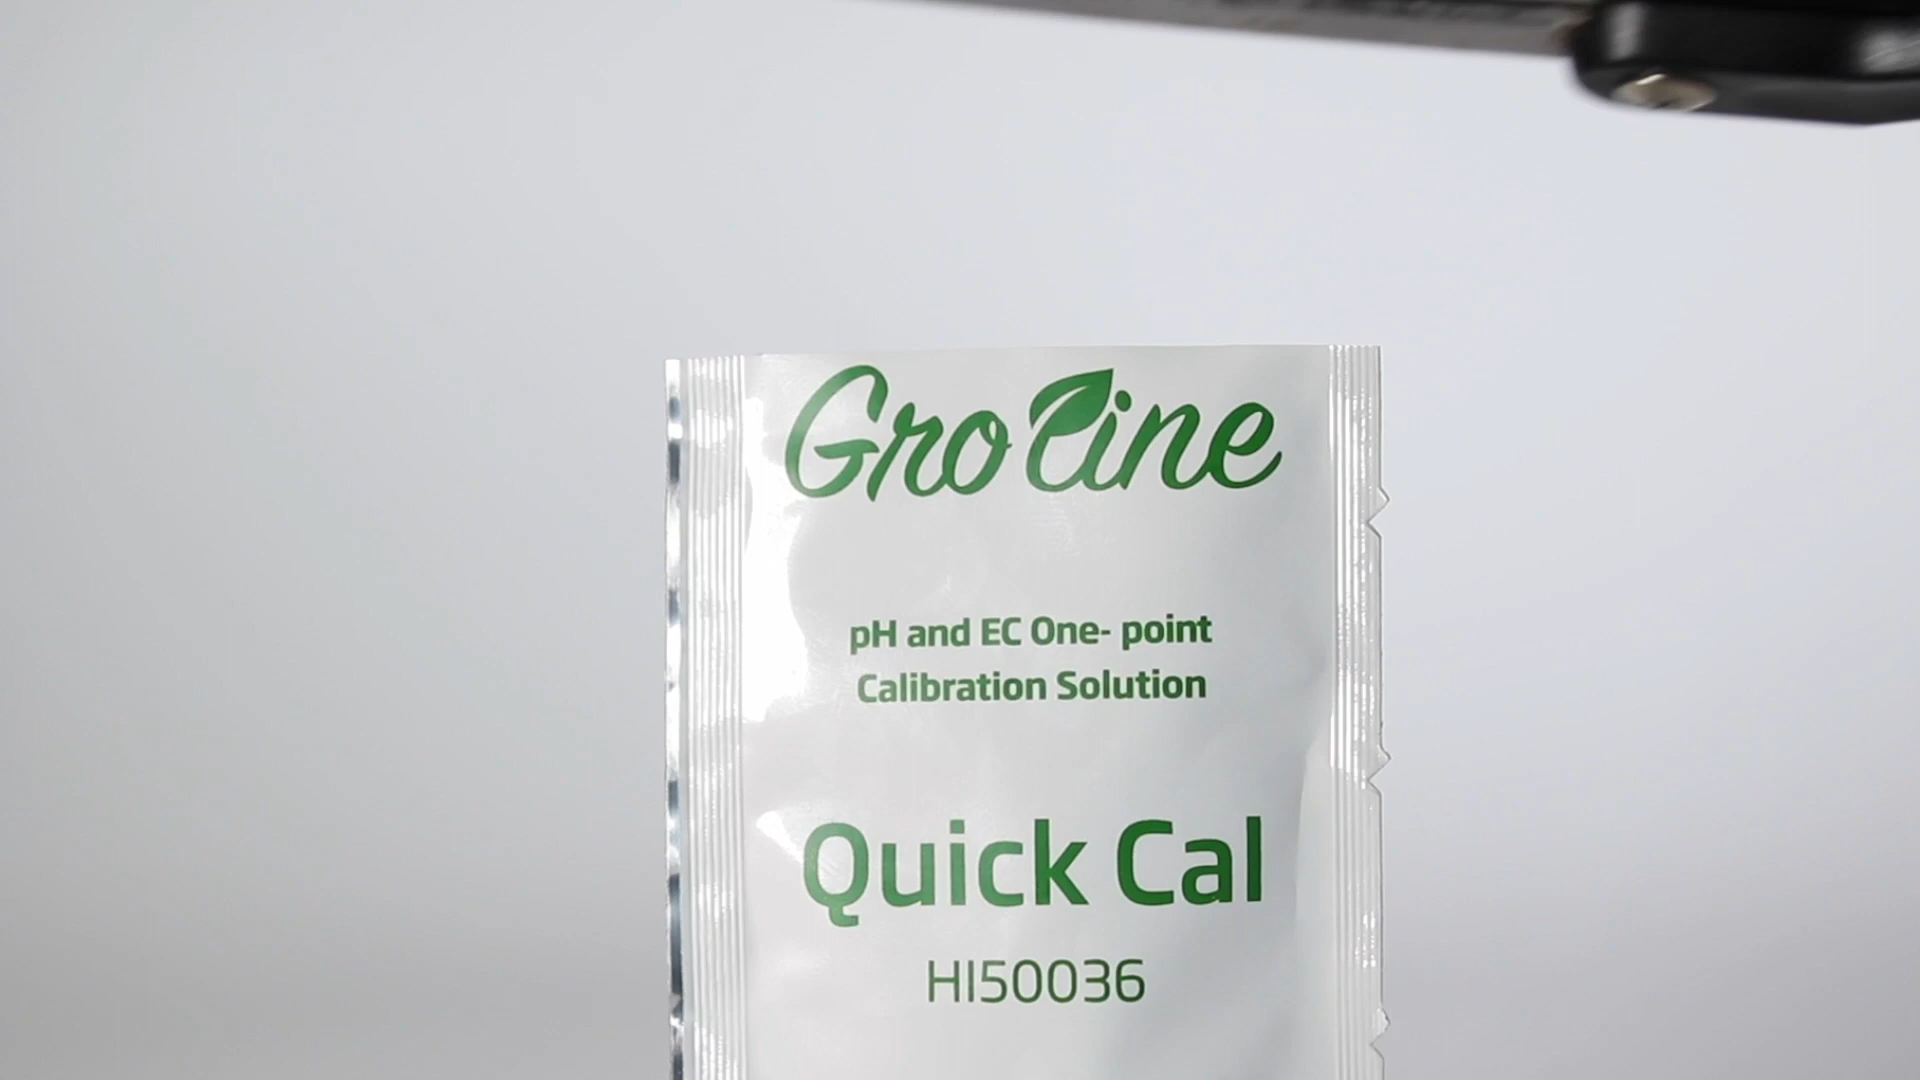 GroLine
pH and EC One- point
Calibration Solution
Quick Cal
HI50036